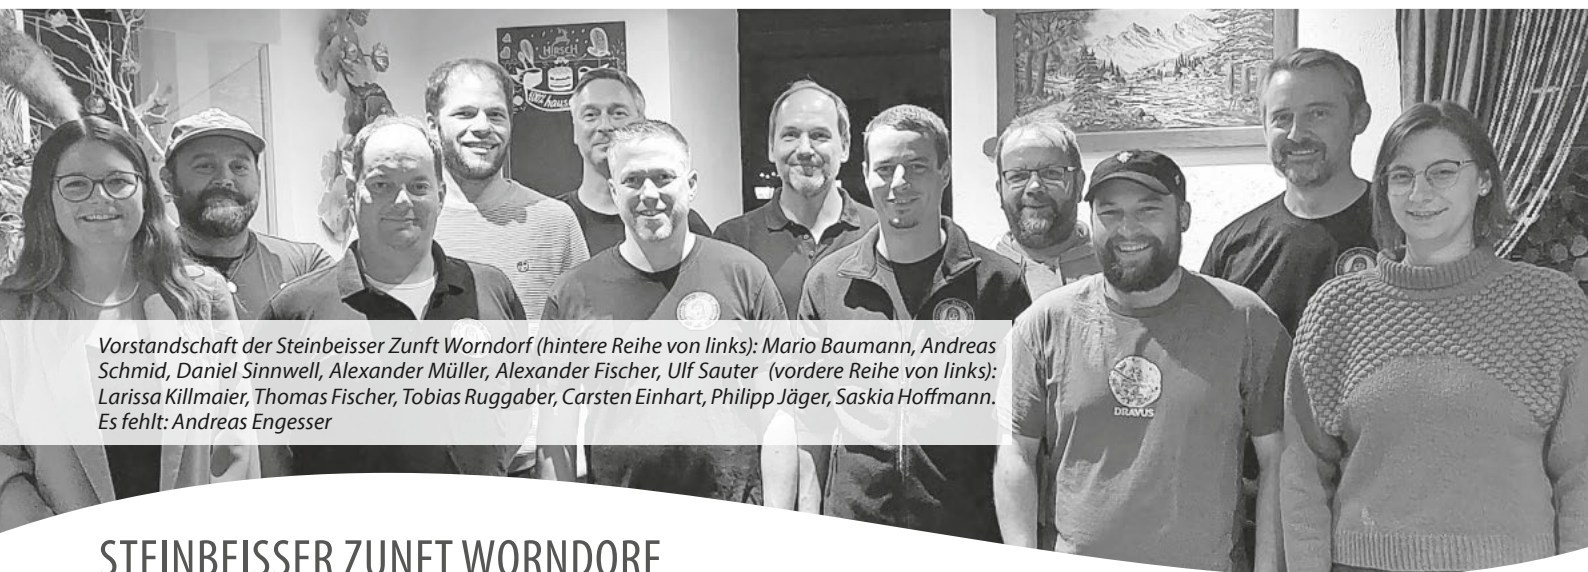 HIRSCH
100% haus
Vorstandschaft der Steinbeisser Zunft Worndorf (hintere Reihe von links): Mario Baumann, Andreas
Schmid, Daniel Sinnwell, Alexander Müller, Alexander Fischer, Ulf Sauter (vordere Reihe von links):
Larissa Killmaier, Thomas Fischer, Tobias Ruggaber, Carsten Einhart, Philipp Jäger, Saskia Hoffmann.
Es fehlt: Andreas Engesser
DRAVUS
STEINBEISSER ZUNFT WORNDORF